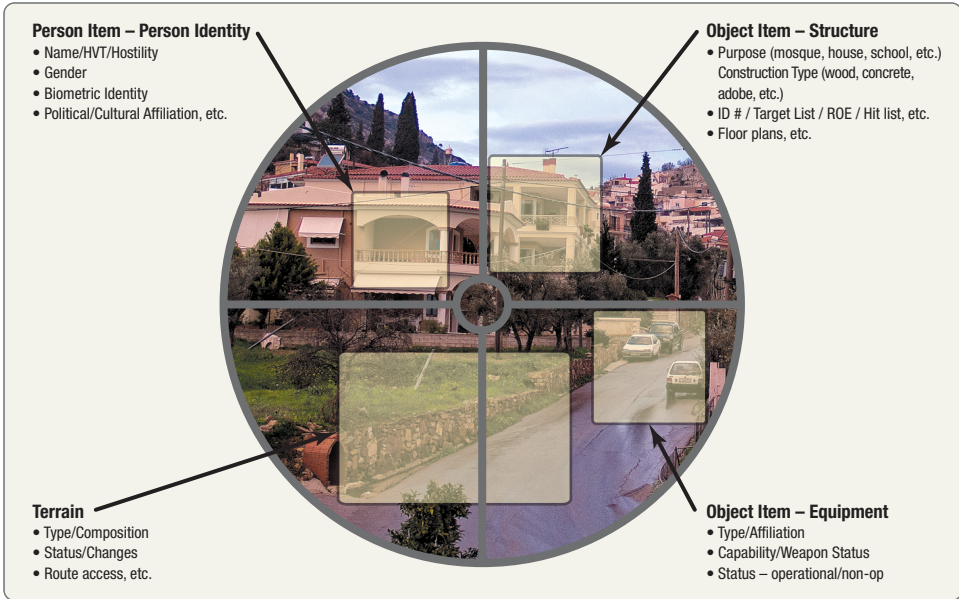 Person Item – Person Identity
• Name/HVT/Hostility
• Gender
• Biometric Identity
• Political/Cultural Affiliation, etc.
Object Item – Structure
• Purpose (mosque, house, school, etc.)
Construction Type (wood, concrete,
adobe, etc.)
• ID # / Target List / ROE / Hit list, etc.
• Floor plans, etc.
Terrain
• Type/Composition
• Status/Changes
• Route access, etc.
Object Item – Equipment
• Type/Affiliation
• Capability/Weapon Status
• Status – operational/non-op